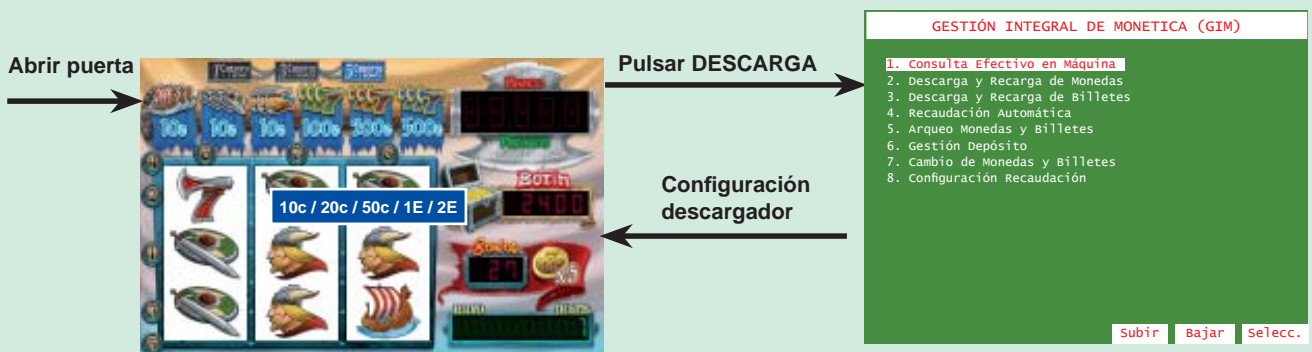 Abrir puerta
10c
10c
10c
100c
200c
500c
BOTIN
2400
27
X5
10c / 20c / 50c / 1E / 2E
Pulsar DESCARGA
Configuración
descargador
GESTIÓN INTEGRAL DE MONETICA (GIM)
1. Consulta Efectivo en Máquina
2. Descarga y Recarga de Monedas
3. Descarga y Recarga de Billetes
4. Recaudación Automática
5. Arqueo Monedas y Billetes
6. Gestión Depósito
7. Cambio de Monedas y Billetes
8. Configuración Recaudación
Subir Bajar Selecc.